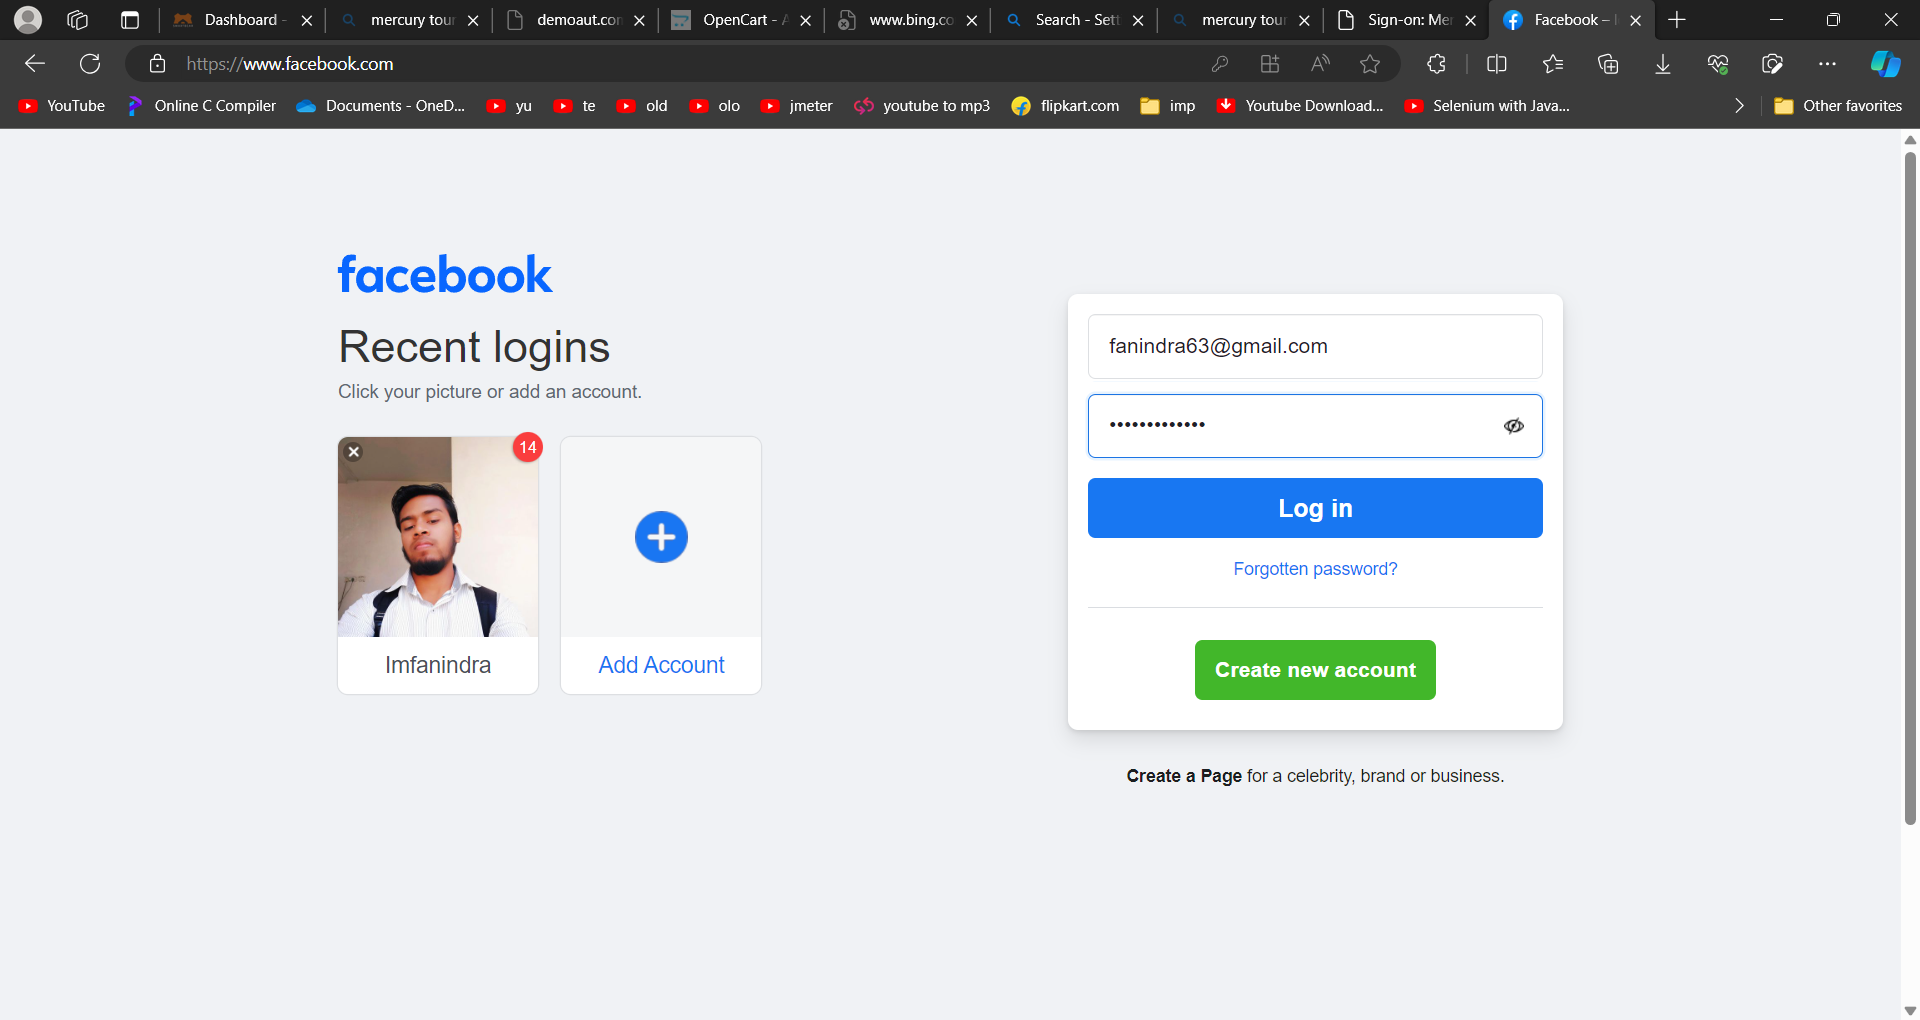 Dashboard -
mercury tour
demoaut.con
OpenCart - A
www.bing.co
Search - Sett
mercury tour
Sign-on: Mer
Facebook – l
https://www.facebook.com
YouTube
Online C Compiler
Documents - OneD...
yu
te
old
olo
jmeter
youtube to mp3
flipkart.com
imp
Youtube Download...
Selenium with Java...
Other favorites
facebook
Recent logins
Click your picture or add an account.
14
Imfanindra
Add Account
fanindra63@gmail.com
•••••••••••••
Log in
Forgotten password?
Create new account
Create a Page for a celebrity, brand or business.